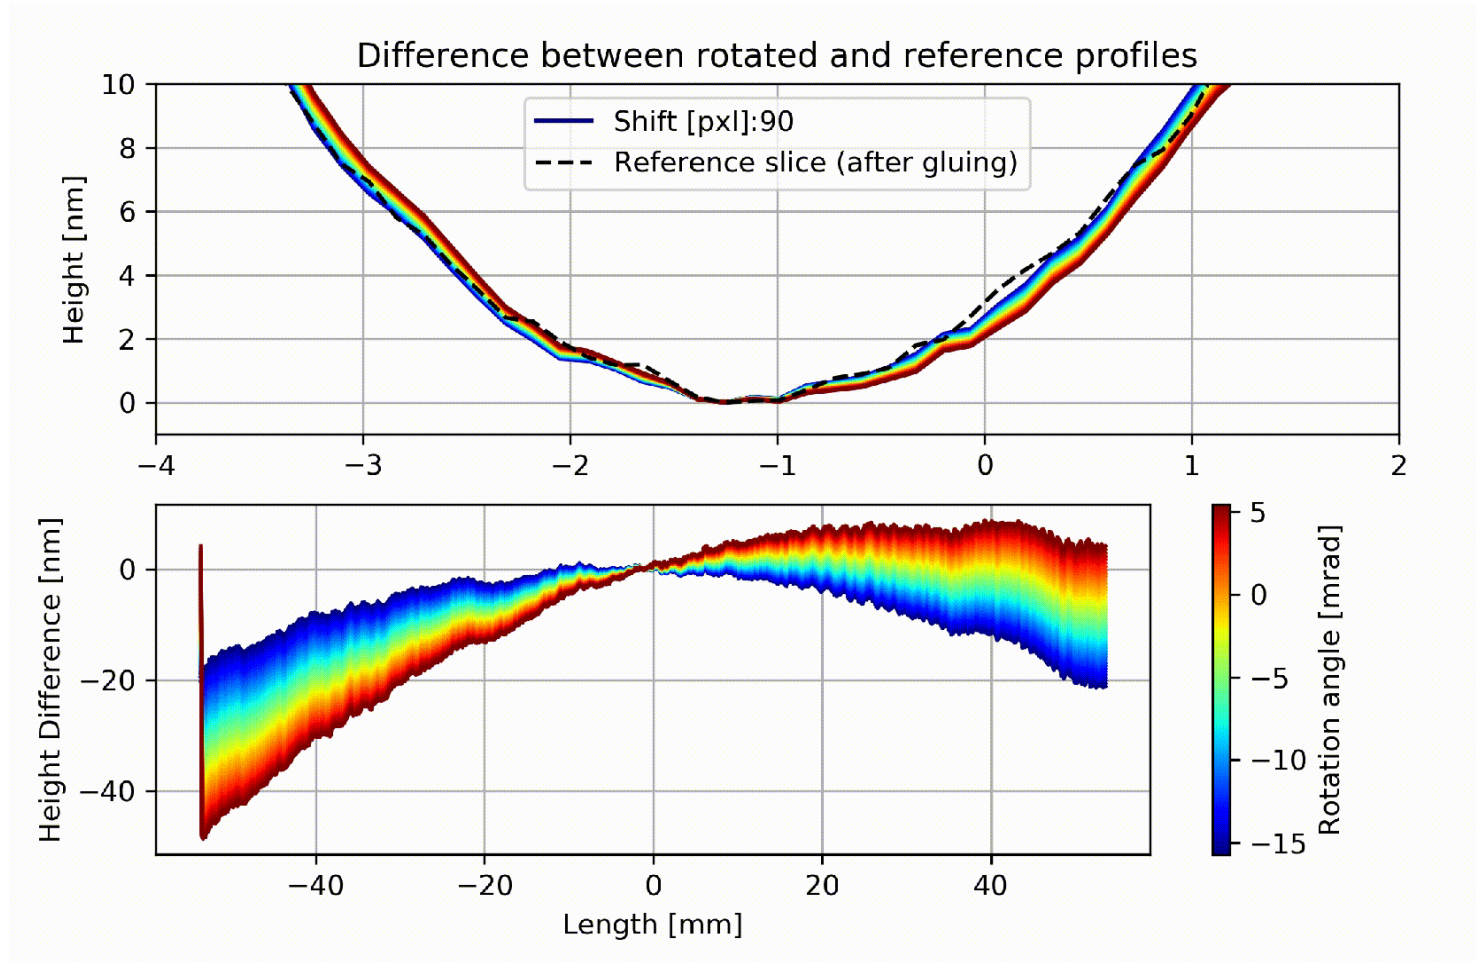 Difference between rotated and reference profiles
Height [nm]
10
8
6
4
2
0
Shift [pxl]:90
Reference slice (after gluing)
−4 −3 −2 −1 0 1 2
Height Difference [nm]
0
−20
−40
−40 −20 0 20 40
Length [mm]
5
0
−5
−10
−15
Rotation angle [mrad]